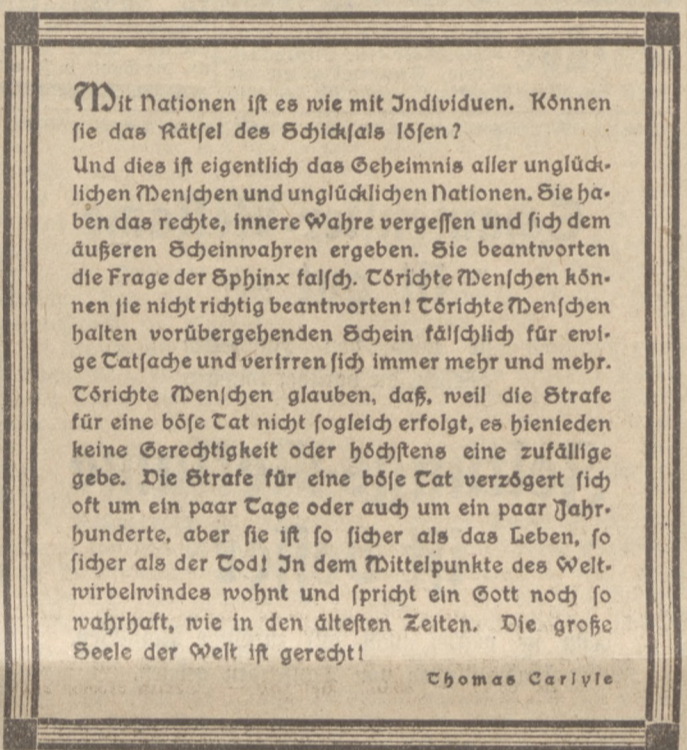 Mit Nationen ist es wie mit Individuen. Können
sie das Rätsel des Schicksals lösen?
Und dies ist eigentlich das Geheimnis aller unglück-
lichen Menschen und unglücklichen Nationen. Sie ha-
ben das rechte, innere Wahre vergessen und sich dem
äußeren Scheinwahren ergeben. Sie beantworten
die Frage der Sphinx falsch. Törichte Menschen kön-
nen sie nicht richtig beantworten! Törichte Menschen
halten vorübergehenden Schein fälschlich für ewi-
ge Tatsache und verirren sich immer mehr und mehr.
Törichte Menschen glauben, daß, weil die Strafe
für eine böse Tat nicht sogleich erfolgt, es hienieden
keine Gerechtigkeit oder höchstens eine zufällige
gebe. Die Strafe für eine böse Tat verzögert sich
oft um ein paar Tage oder auch um ein paar Jahr-
hunderte, aber sie ist so sicher als das Leben, so
sicher als der Tod! In dem Mittelpunkte des Welt-
wirbelwindes wohnt und spricht ein Gott noch so
wahrhaft, wie in den ältesten Zeiten. Die große
Seele der Welt ist gerecht!
Thomas Carlyle